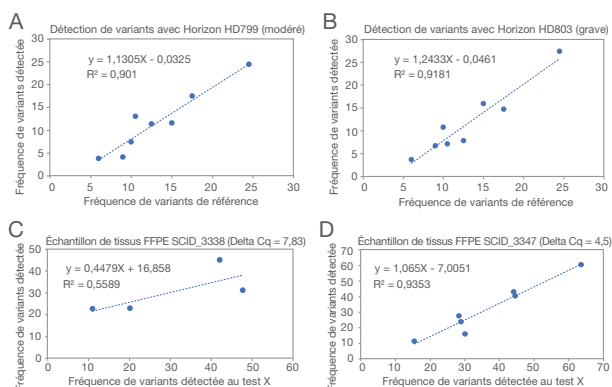 A
Détection de variants avec Horizon HD799 (modéré)
Fréquence de variants détectée
30
25
20
15
10
5
0
y = 1,1305X - 0,0325
R² = 0,901
0 5 10 15 20 25 30
Fréquence de variants de référence
B
Détection de variants avec Horizon HD803 (grave)
Fréquence de variants détectée
30
25
20
15
10
5
0
y = 1,2433X - 0,0461
R² = 0,9181
0 5 10 15 20 25 30
Fréquence de variants de référence
C
Échantillon de tissus FFPE SCID_3338 (Delta Cq = 7,83)
Fréquence de variants détectée
50
40
30
20
10
0
y = 0,4479X + 16,858
R² = 0,5589
0 10 20 30 40 50 60
Fréquence de variants détectée au test X
D
Échantillon de tissus FFPE SCID_3347 (Delta Cq = 4,5)
Fréquence de variants détectée
70
60
50
40
30
20
10
0
y = 1,065X - 7,0051
R² = 0,9353
0 10 20 30 40 50 60 70
Fréquence de variants détectée au test X